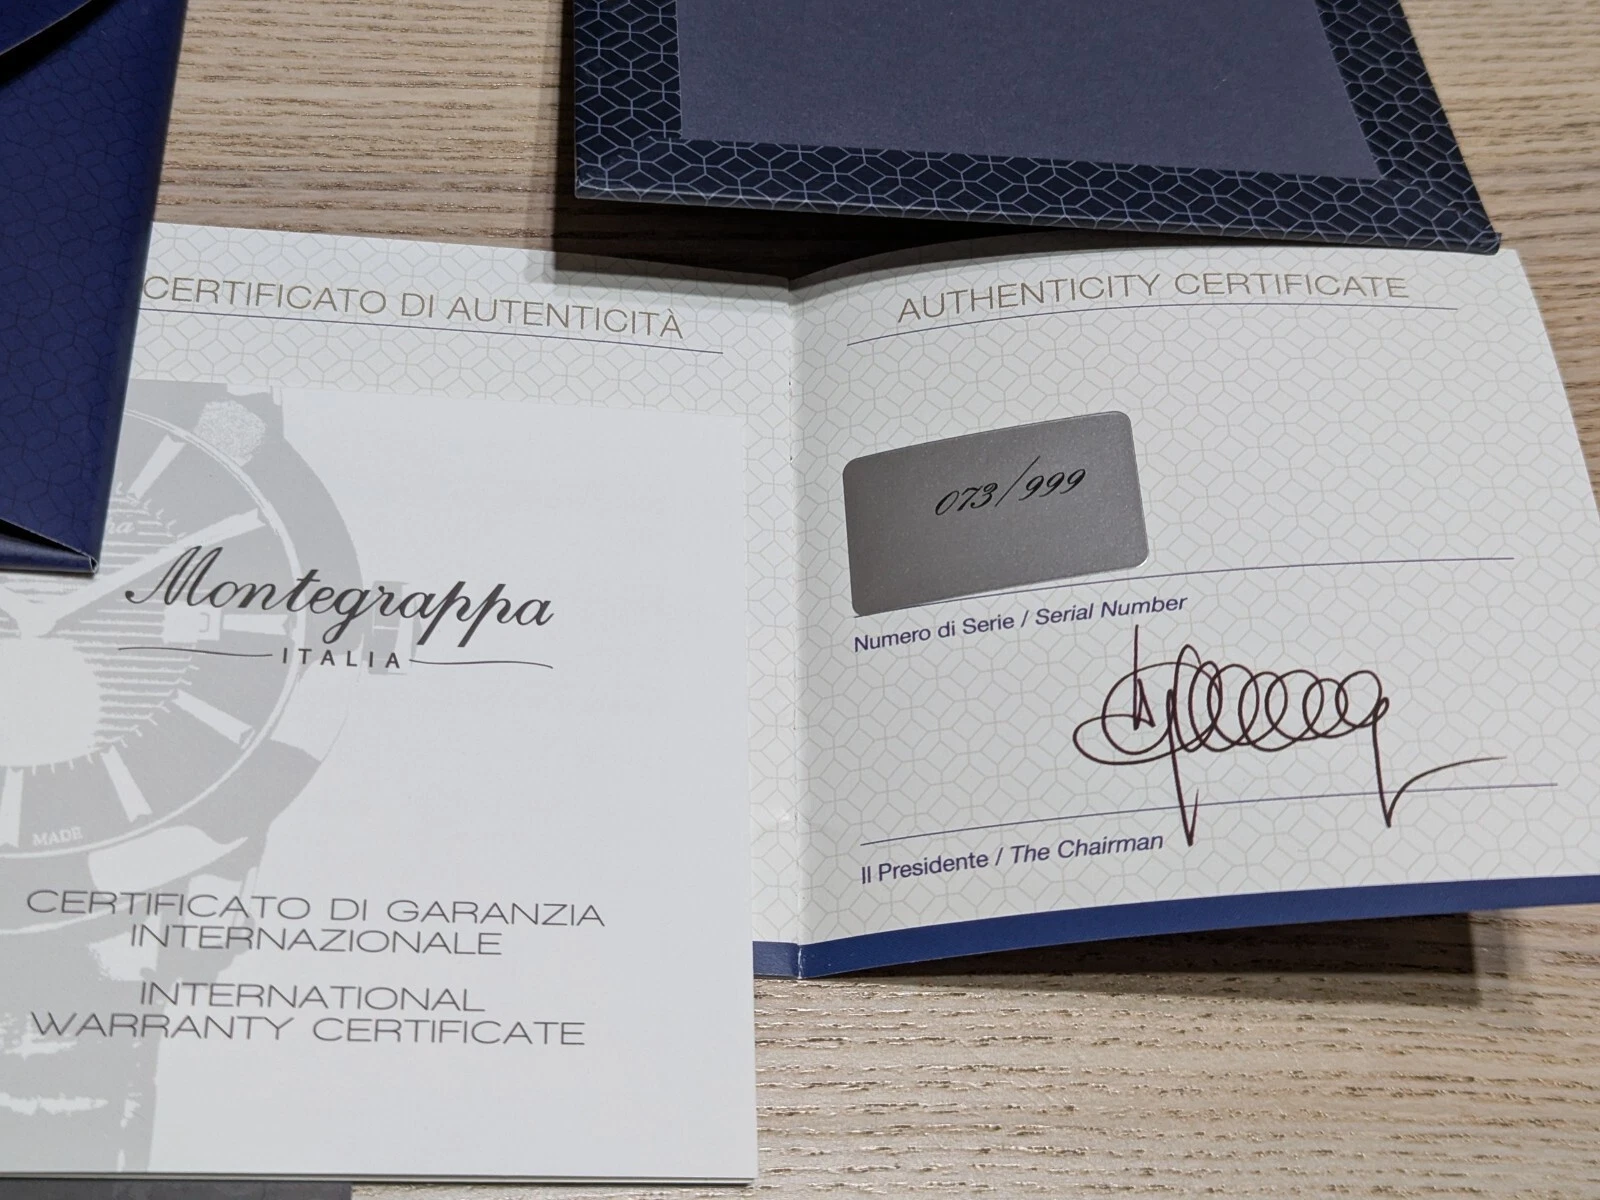 CERTIFICATO DI AUTENTICITÀ
MADE
Montegrappa
ITALIA
CERTIFICATO DI GARANZIA
INTERNAZIONALE
INTERNATIONAL
WARRANTY CERTIFICATE
AUTHENTICITY CERTIFICATE
073/999
Numero di Serie / Serial Number
Il Presidente / The Chairman